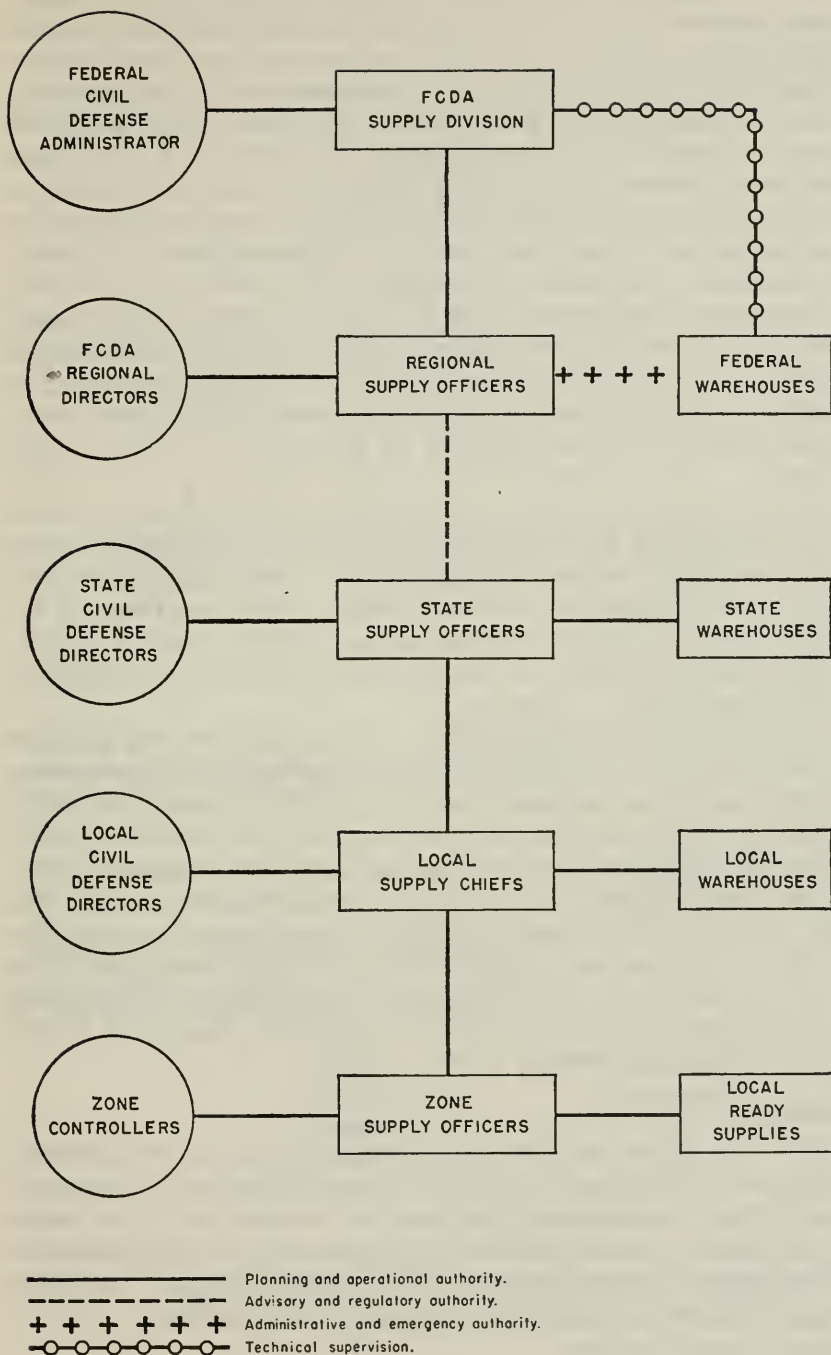 FEDERAL
CIVIL
DEFENSE
ADMINISTRATOR
FCDA
SUPPLY DIVISION
FCDA
REGIONAL
DIRECTORS
REGIONAL
SUPPLY OFFICERS
FEDERAL
WAREHOUSES
STATE
CIVIL
DEFENSE
DIRECTORS
STATE
SUPPLY OFFICERS
STATE
WAREHOUSES
LOCAL
CIVIL
DEFENSE
DIRECTORS
LOCAL
SUPPLY CHIEFS
LOCAL
WAREHOUSES
ZONE
CONTROLLERS
ZONE
SUPPLY OFFICERS
LOCAL
READY
SUPPLIES
Planning and operational authority.
Advisory and regulatory authority.
Administrative and emergency authority.
Technical supervision.